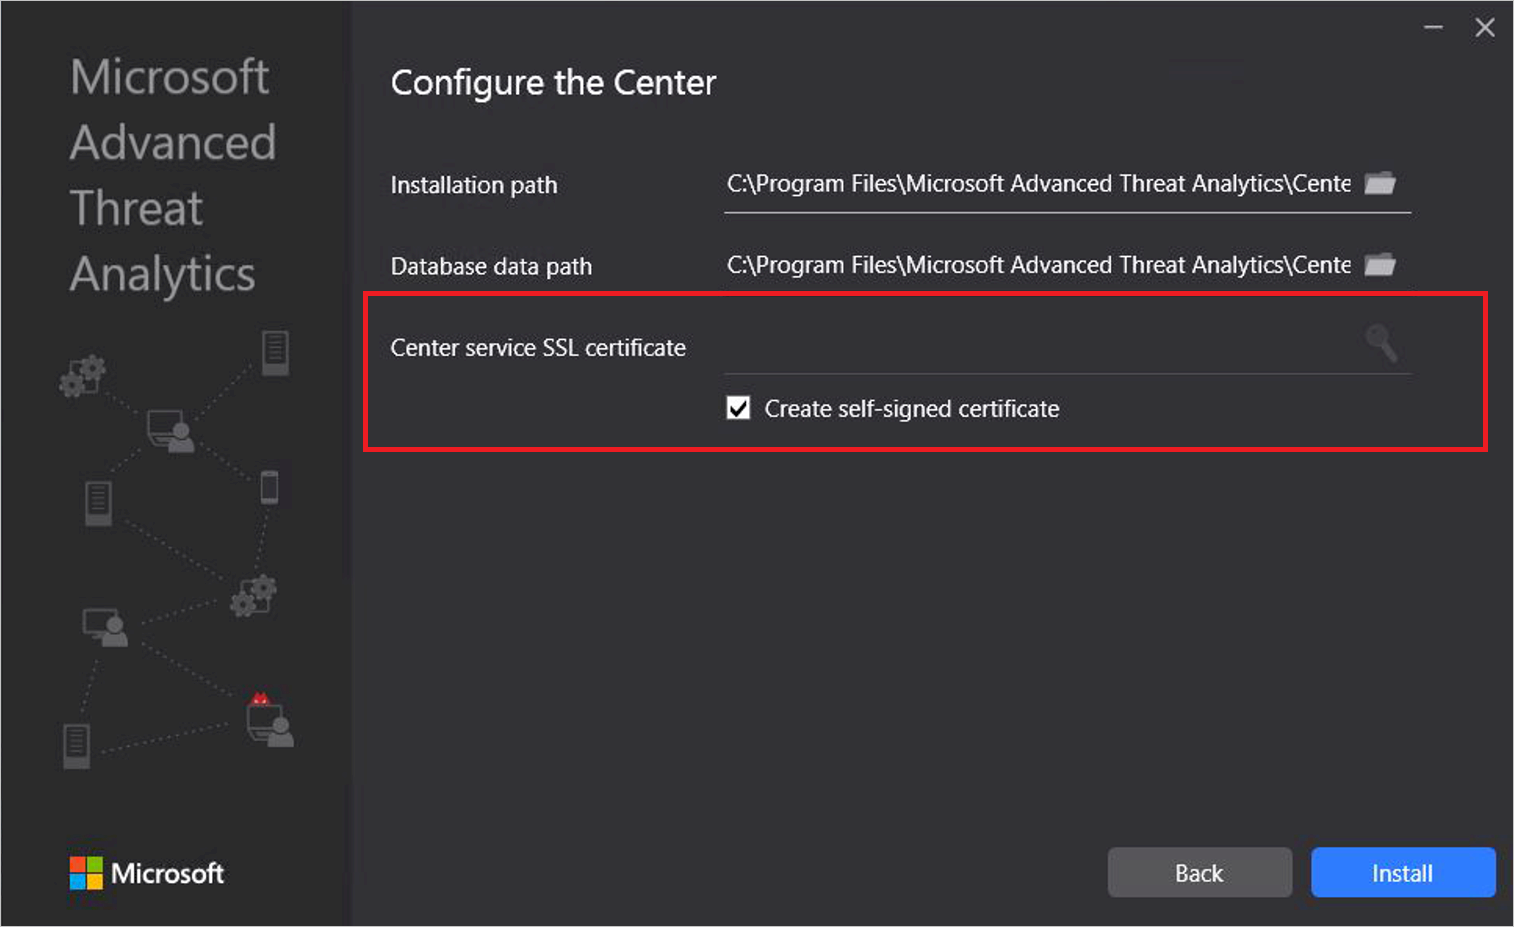 Microsoft
Advanced
Threat
Analytics
Configure the Center
Installation path
C:\Program Files\Microsoft Advanced Threat Analytics\Cente
Database data path
C:\Program Files\Microsoft Advanced Threat Analytics\Cente
Center service SSL certificate
Create self-signed certificate
Microsoft
Back
Install